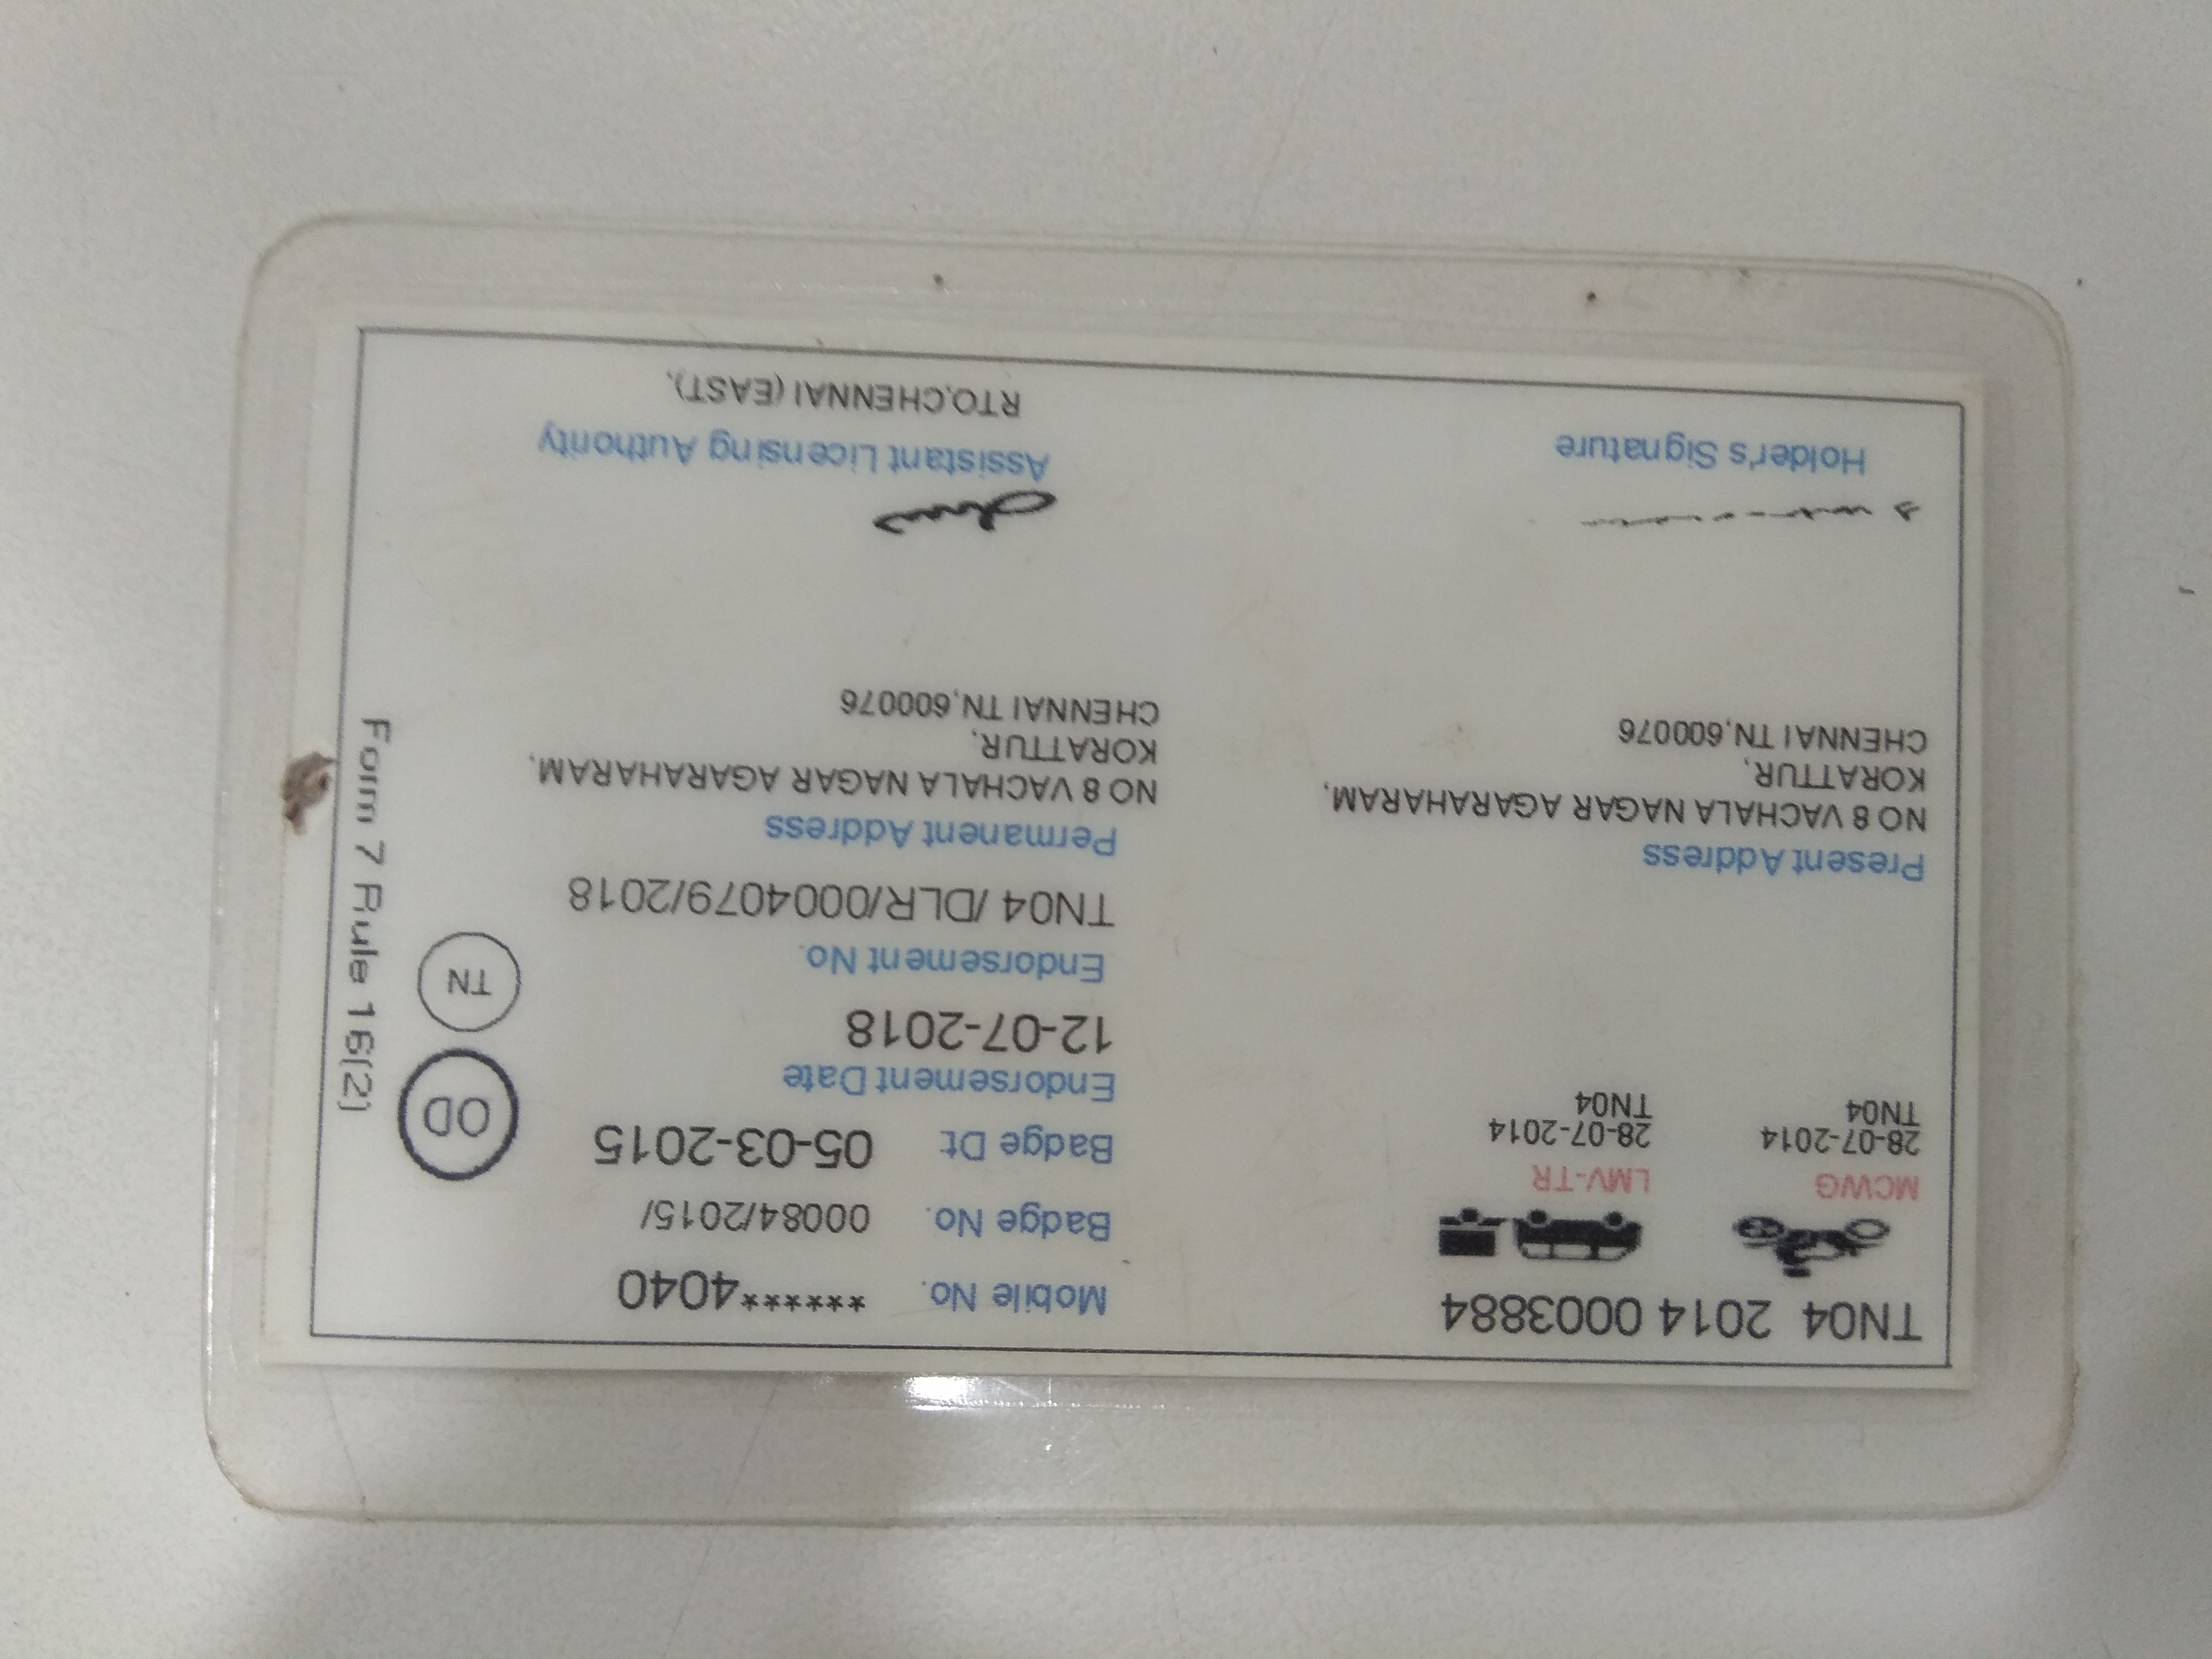 TN04 2014 0003884
MCWG
28-07-2014
TN04
LMV-TR
28-07-2014
TN04
Present Address
NO 8 VACHALA NAGAR AGARAHARAM,
KORATTUR,
CHENNAI TN,600076
Holder's Signature
Mobile No. ******4040
Badge No. 00084/2015/
Badge Dt 05-03-2015
Endorsement Date
12-07-2018
Endorsement No.
TN04 /DLR/0004079/2018
Permanent Address
NO 8 VACHALA NAGAR AGARAHARAM,
KORATTUR,
CHENNAI TN,600076
Assistant Licensing Authority
RTO,CHENNAI (EAST),
OD
TN
Form 7 Rule 16(2)